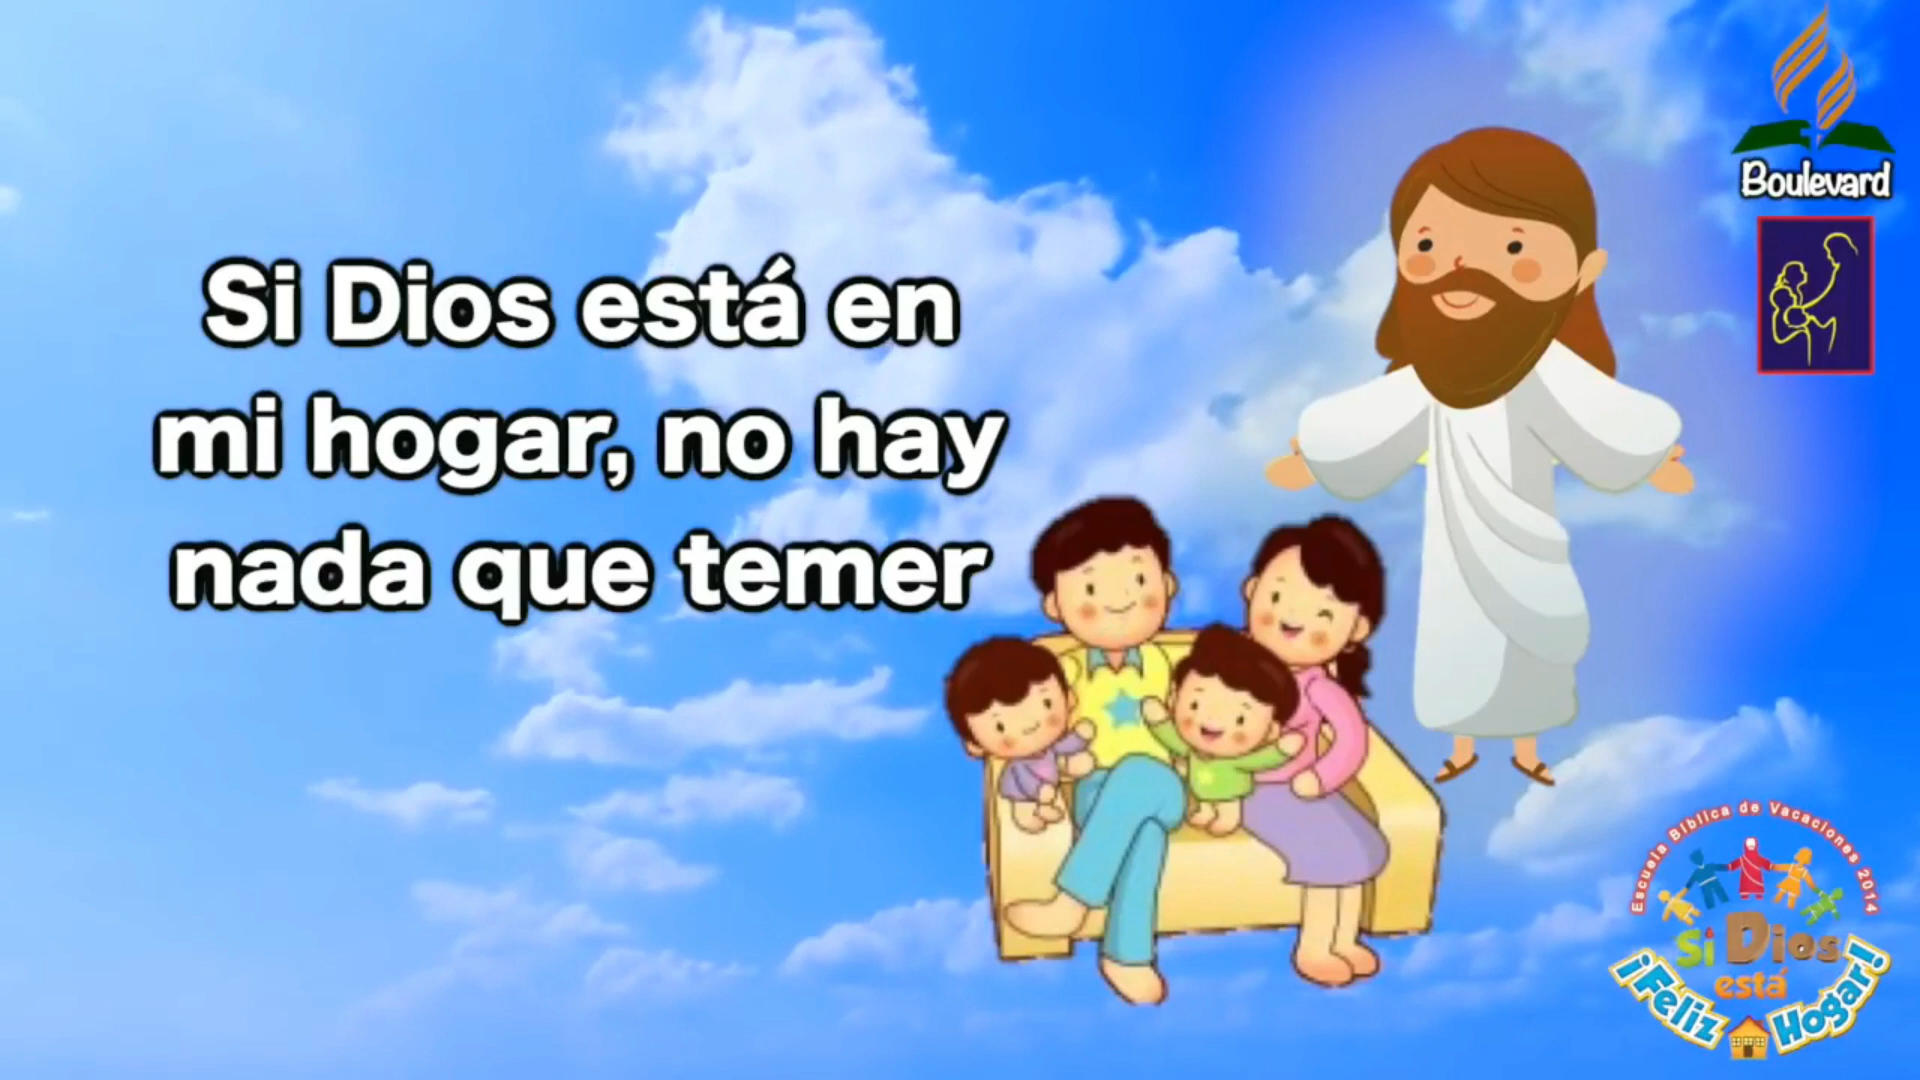 Si Dios está en
mi hogar, no hay
nada que temer
Boulevard
Escuela Bíblica de Vacaciones 2014
Si Dios
está
¡Feliz Hogar!